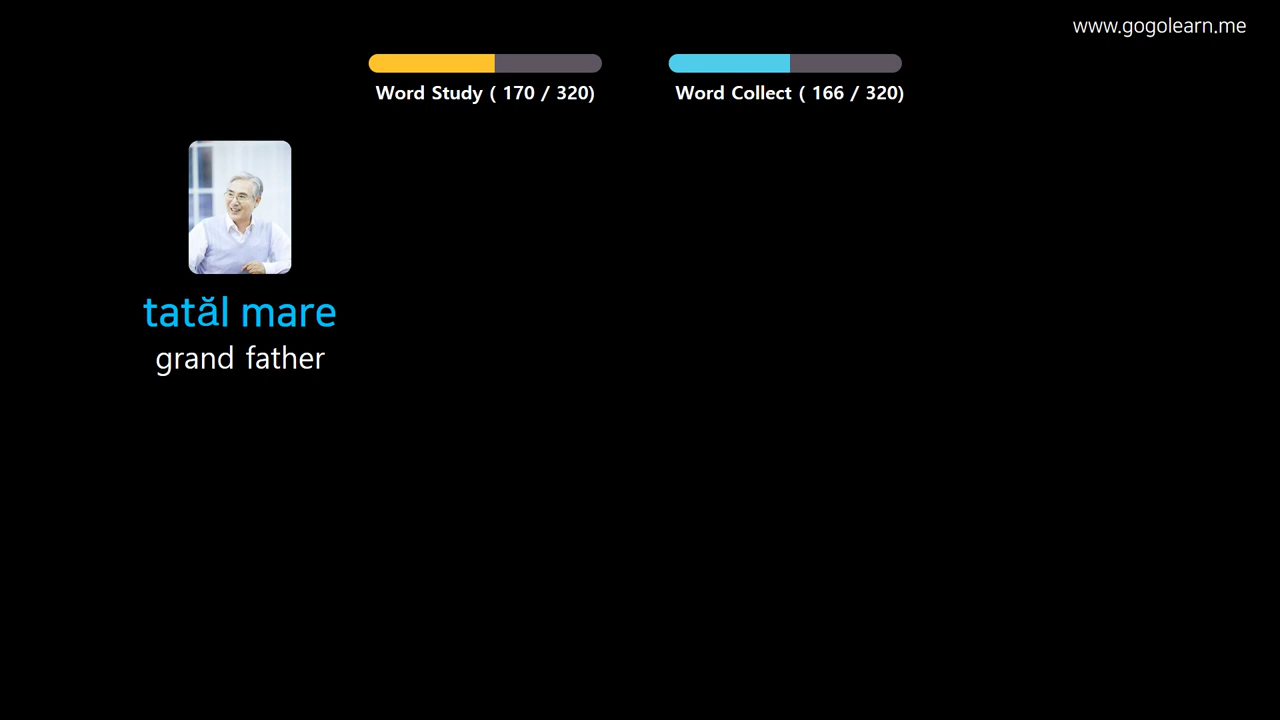 www.gogolearn.me
Word Study ( 170 / 320)
Word Collect ( 166 / 320)
tatăl mare
grand father